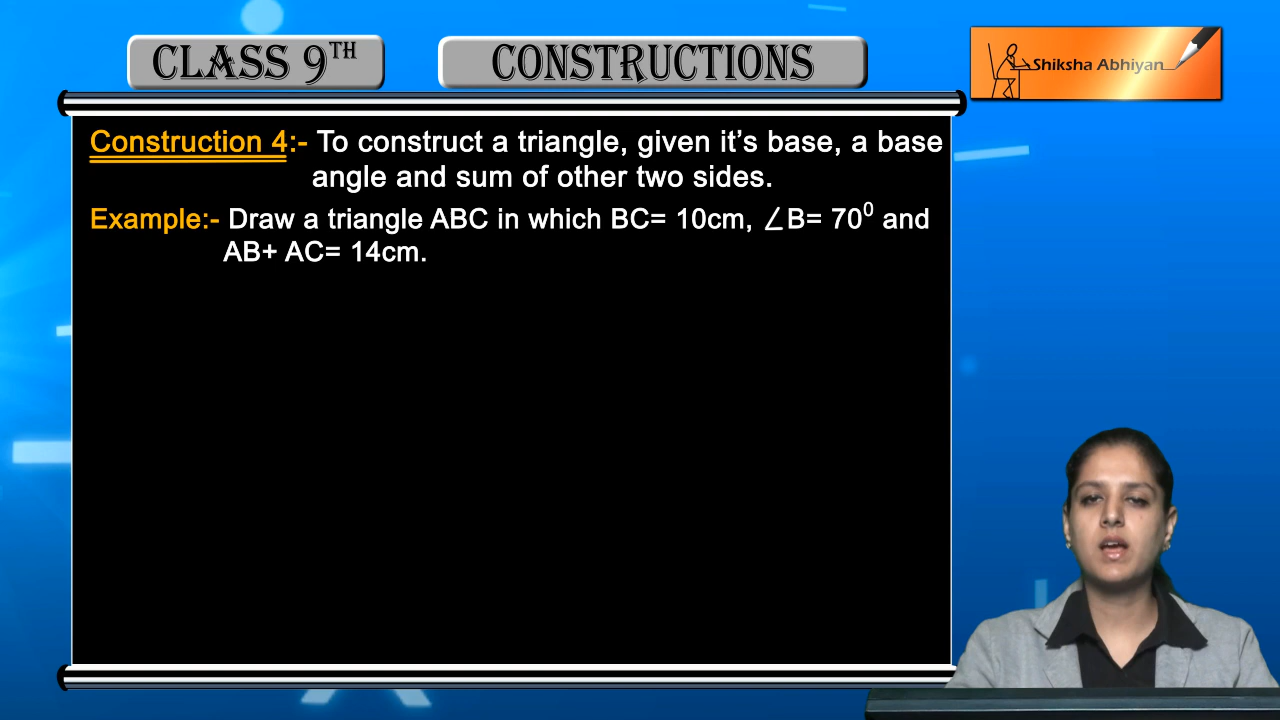 CLASS 9TH
CONSTRUCTIONS
Shiksha Abhiyan
Construction 4:- To construct a triangle, given it’s base, a base
angle and sum of other two sides.
Example:- Draw a triangle ABC in which BC= 10cm, ∠B= 70⁰ and
AB+ AC= 14cm.